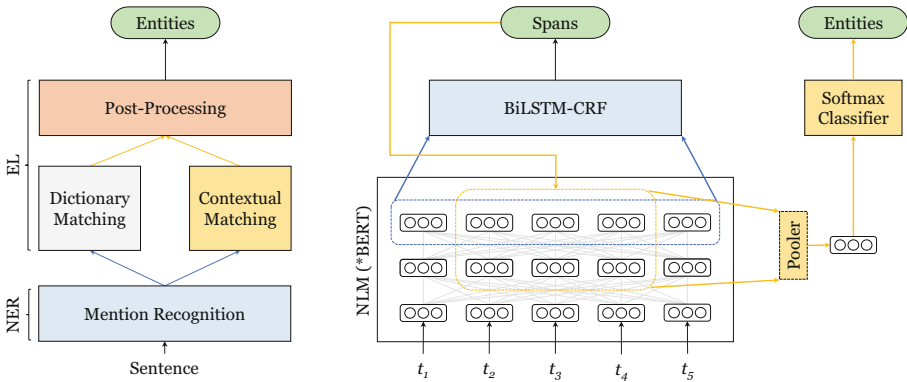 Entities
Post-Processing
EL
Dictionary
Matching
Contextual
Matching
NER
Mention Recognition
Sentence
Spans
BiLSTM-CRF
NLM (*BERT)
t1
t2
t3
t4
t5
Entities
Softmax
Classifier
Pooler